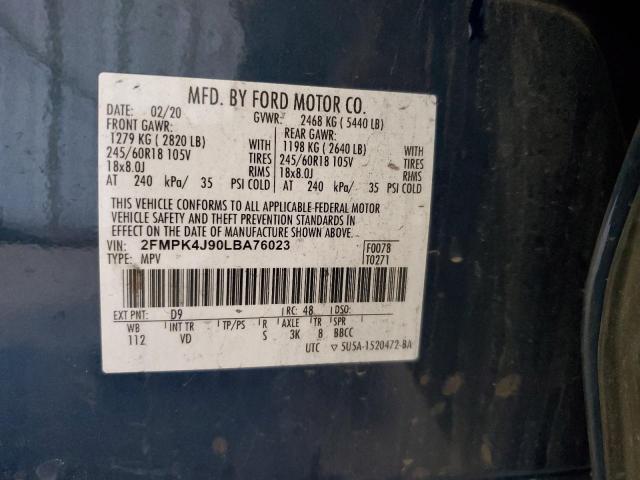 MFD. BY FORD MOTOR CO.
DATE: 02/20 GVWR: 2468 KG ( 5440 LB)
FRONT GAWR: REAR GAWR:
1279 KG ( 2820 LB) WITH 1198 KG ( 2640 LB) WITH
245/60R18 105V TIRES 245/60R18 105V TIRES
18x8.0J RIMS 18x8.0J RIMS
AT 240 kPa/ 35 PSI COLD AT 240 kPa/ 35 PSI COLD
THIS VEHICLE CONFORMS TO ALL APPLICABLE FEDERAL MOTOR
VEHICLE SAFETY AND THEFT PREVENTION STANDARDS IN
EFFECT ON THE DATE OF MANUFACTURE SHOWN ABOVE.
VIN: 2FMPK4J90LBA76023 F0078
TYPE: MPV T0271
EXT PNT: D9 RC: 48 DSO:
WB INT TR TP/PS R AXLE TR SPR
112 VD S 3K 8 BBCC
UTC ▽ 5U5A-1520472-BA